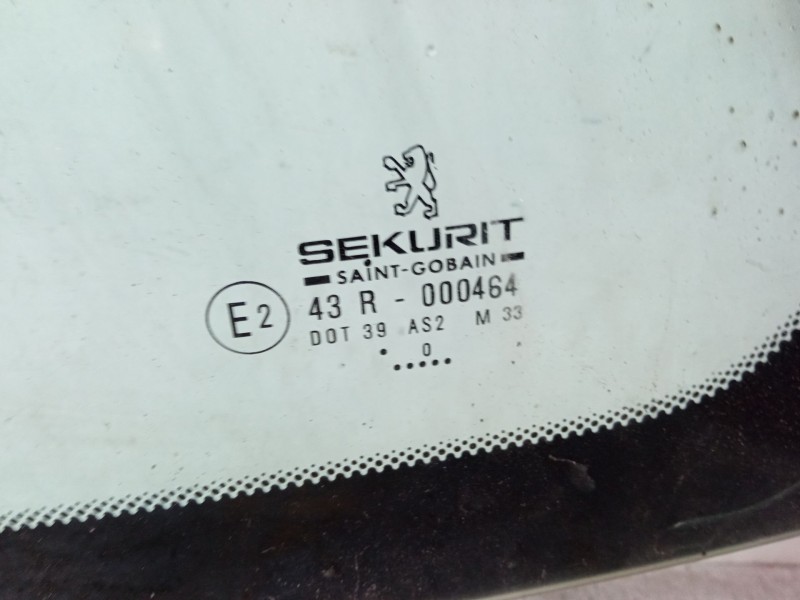 SEKURIT
SAINT-GOBAIN
E2 43 R - 000464
DOT 39 AS2 M 33
0